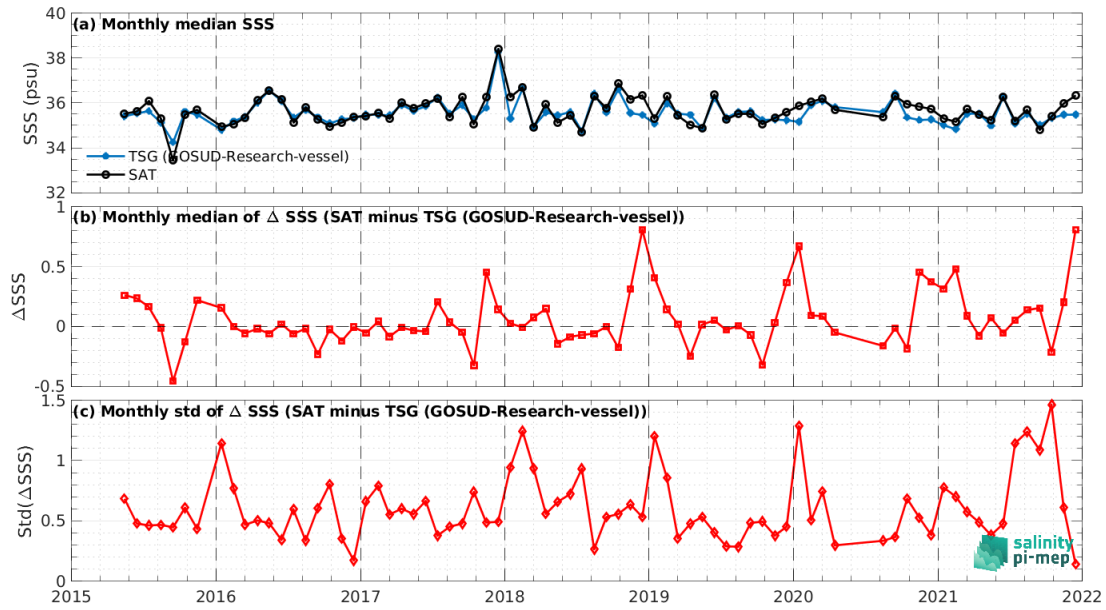 40
38
36
34
32
SSS (psu)
(a) Monthly median SSS
TSG (GOSUD-Research-vessel)
SAT
1
0.5
0
-0.5
ΔSSS
(b) Monthly median of Δ SSS (SAT minus TSG (GOSUD-Research-vessel))
1.5
1
0.5
0
Std(ΔSSS)
(c) Monthly std of Δ SSS (SAT minus TSG (GOSUD-Research-vessel))
salinity
pi-mep
2015 2016 2017 2018 2019 2020 2021 2022